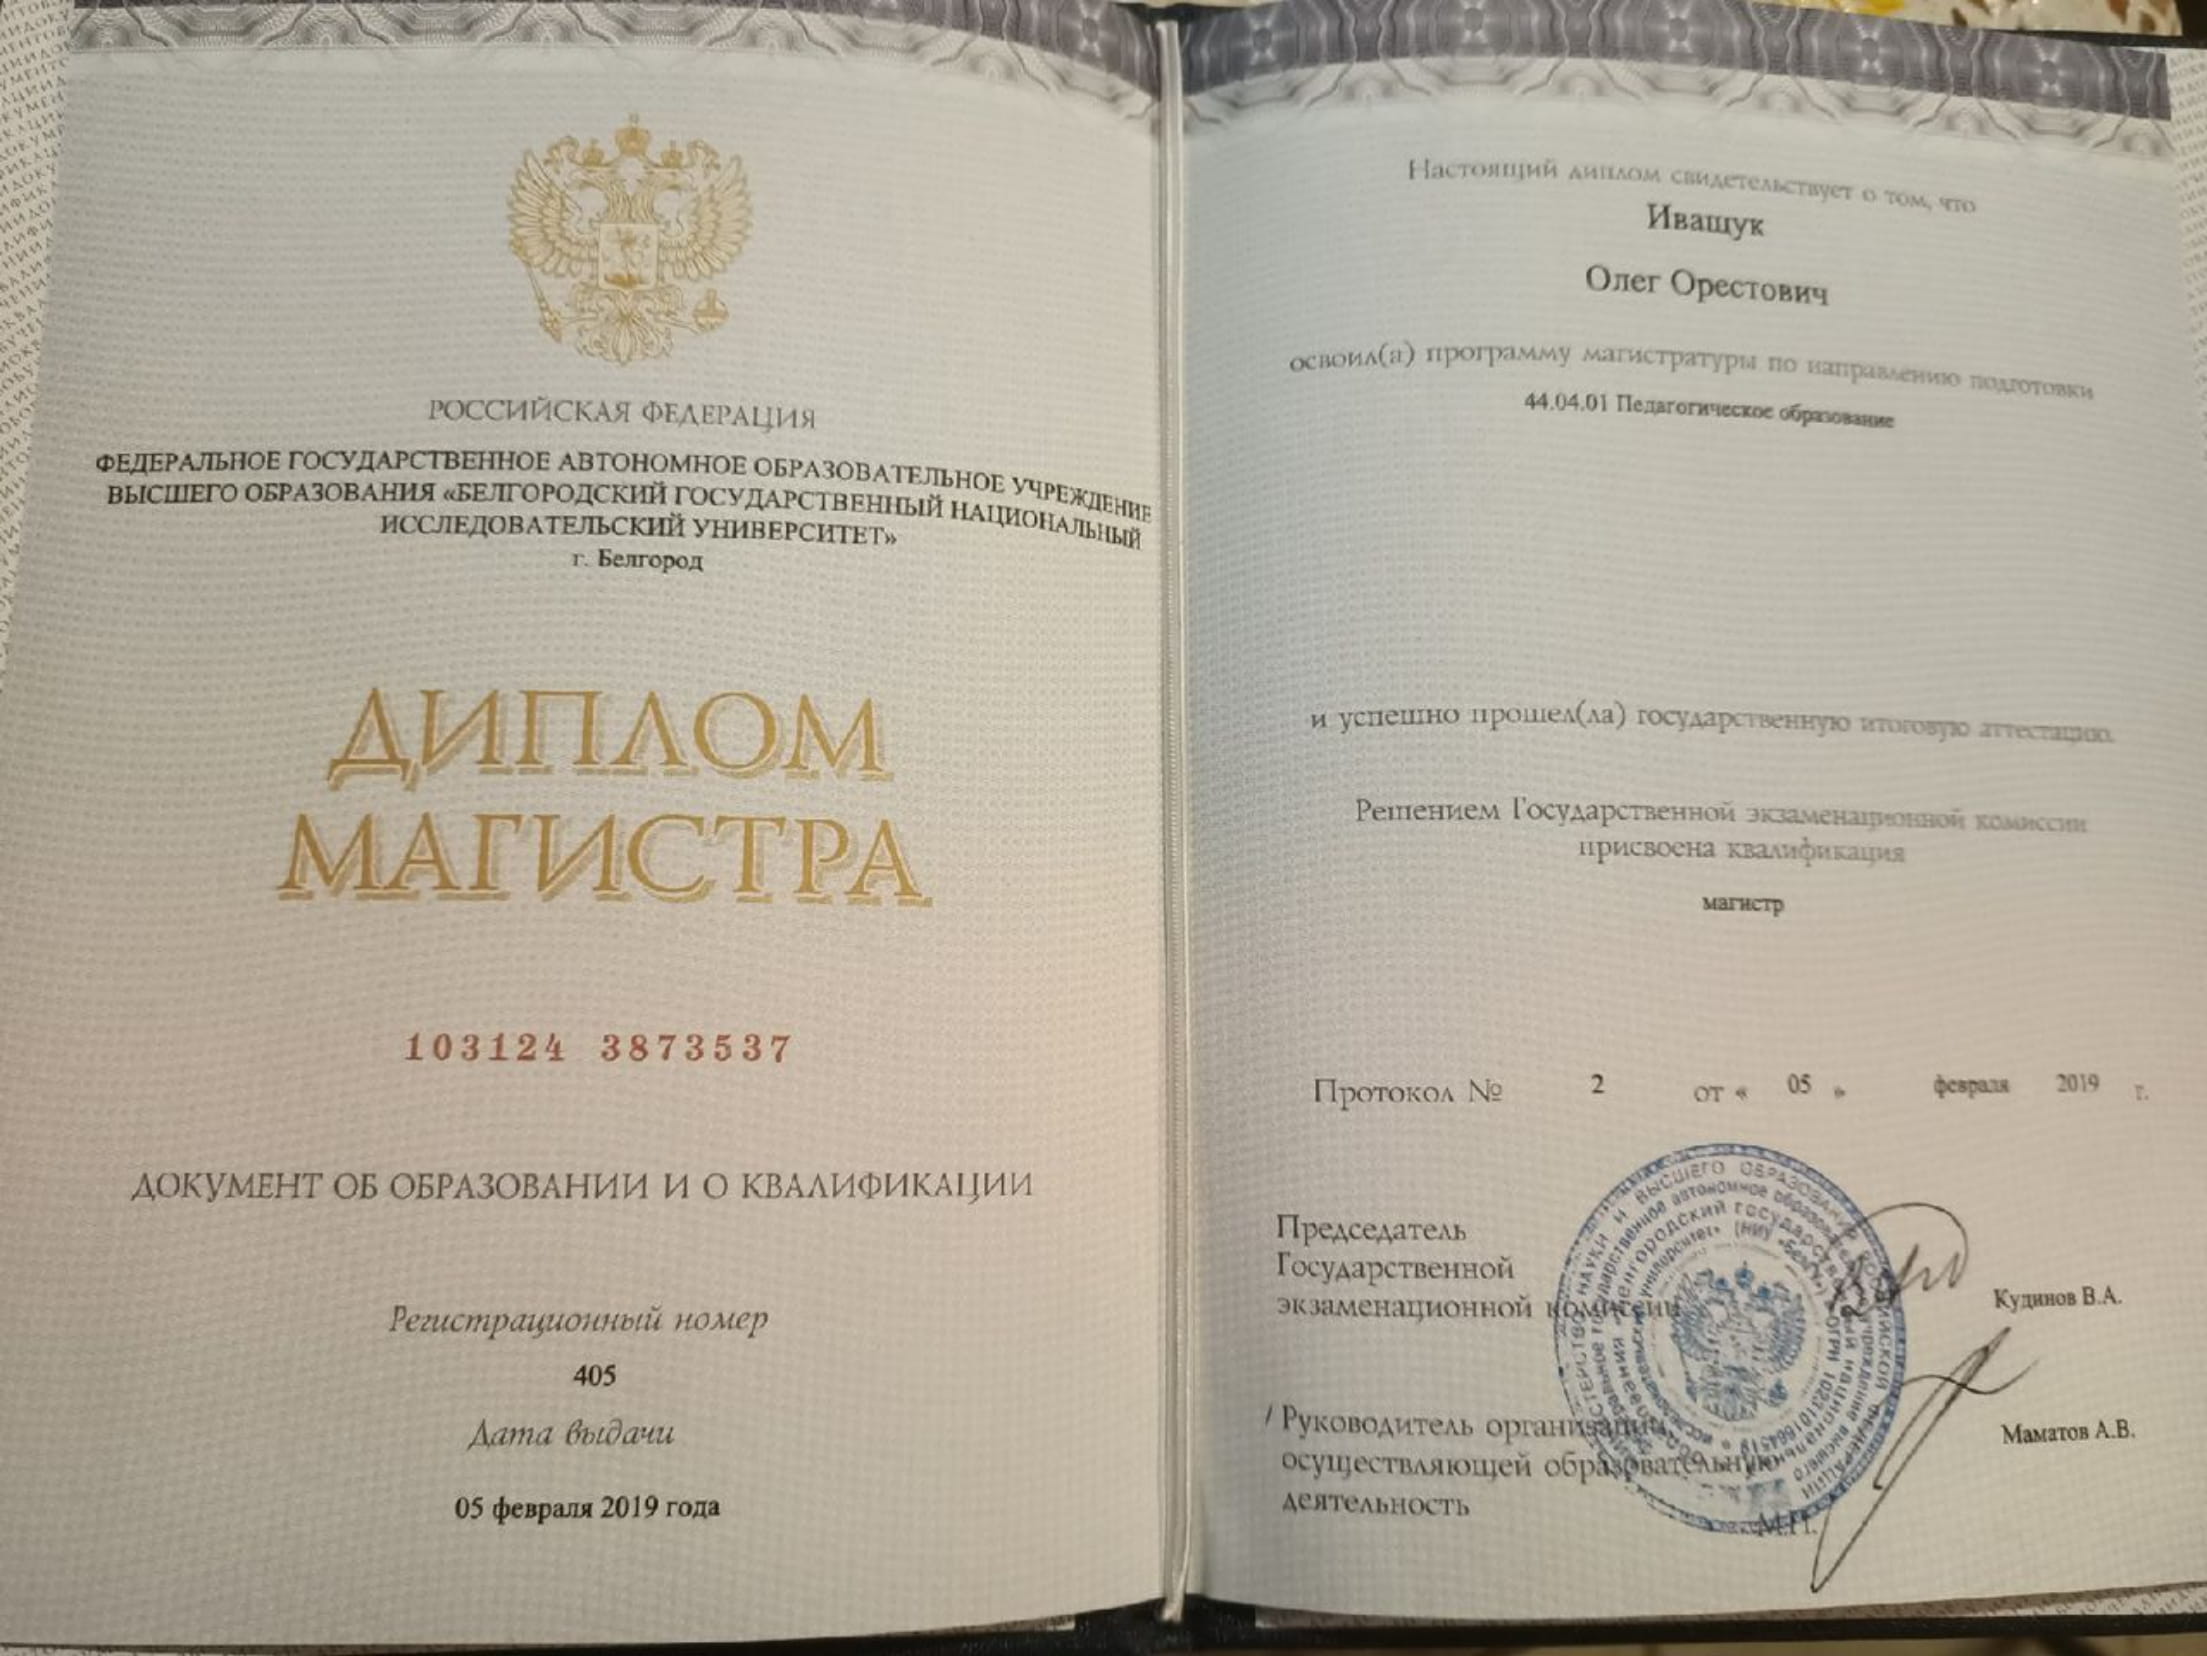 РОССИЙСКАЯ ФЕДЕРАЦИЯ
ФЕДЕРАЛЬНОЕ ГОСУДАРСТВЕННОЕ АВТОНОМНОЕ ОБРАЗОВАТЕЛЬНОЕ УЧРЕЖДЕНИЕ
ВЫСШЕГО ОБРАЗОВАНИЯ «БЕЛГОРОДСКИЙ ГОСУДАРСТВЕННЫЙ НАЦИОНАЛЬНЫЙ
ИССЛЕДОВАТЕЛЬСКИЙ УНИВЕРСИТЕТ»
г. Белгород
ДИПЛОМ
МАГИСТРА
103124 3873537
ДОКУМЕНТ ОБ ОБРАЗОВАНИИ И О КВАЛИФИКАЦИИ
Регистрационный номер
405
Дата выдачи
05 февраля 2019 года
Настоящий диплом свидетельствует о том, что
Иващук
Олег Орестович
освоил(а) программу магистратуры по направлению подготовки
44.04.01 Педагогическое образование
и успешно прошел(ла) государственную итоговую аттестацию.
Решением Государственной экзаменационной комиссии
присвоена квалификация
магистр
Протокол № 2 от « 05 » февраля 2019 г.
Председатель
Государственной
экзаменационной комиссии
Кудинов В.А.
Руководитель организации,
осуществляющей образовательную
деятельность
Маматов А.В.
М.П.